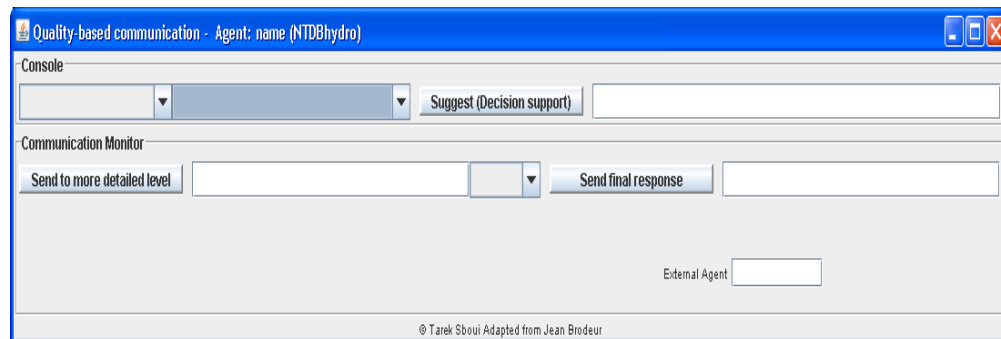 Quality-based communication - Agent: name (NTDBhydro)
Console
Suggest (Decision support)
Communication Monitor
Send to more detailed level
Send final response
External Agent
© Tarek Sboui Adapted from Jean Brodeur